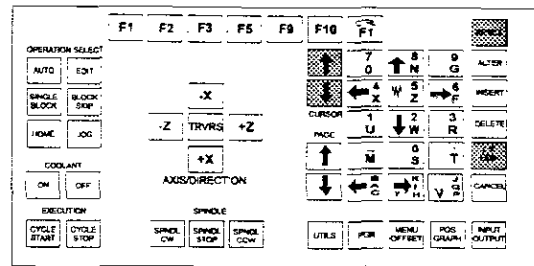 F1 F2 F3 F5 F9 F10 F1
OPERATION SELECT
AUTO EDIT
SINGLE BLOCK BLOCK SKIP
HOME JOG
COOLANT
ON OFF
EXECUTION
CYCLE START CYCLE STOP
-X
-Z TRVRS +Z
+X
AXIS/DIRECTION
SPINDLE
SPNDL CW SPNDL STOP SPNDL CCW
CURSOR
PAGE
7 O 8 N 9 G
4 X 5 Z 6 F
1 U 2 W 3 R
M 0 S T
ALTER
INSERT
DELETE
CANCEL
UTILS PGR MENU OFFSET POS GRAPH INPUT OUTPUT